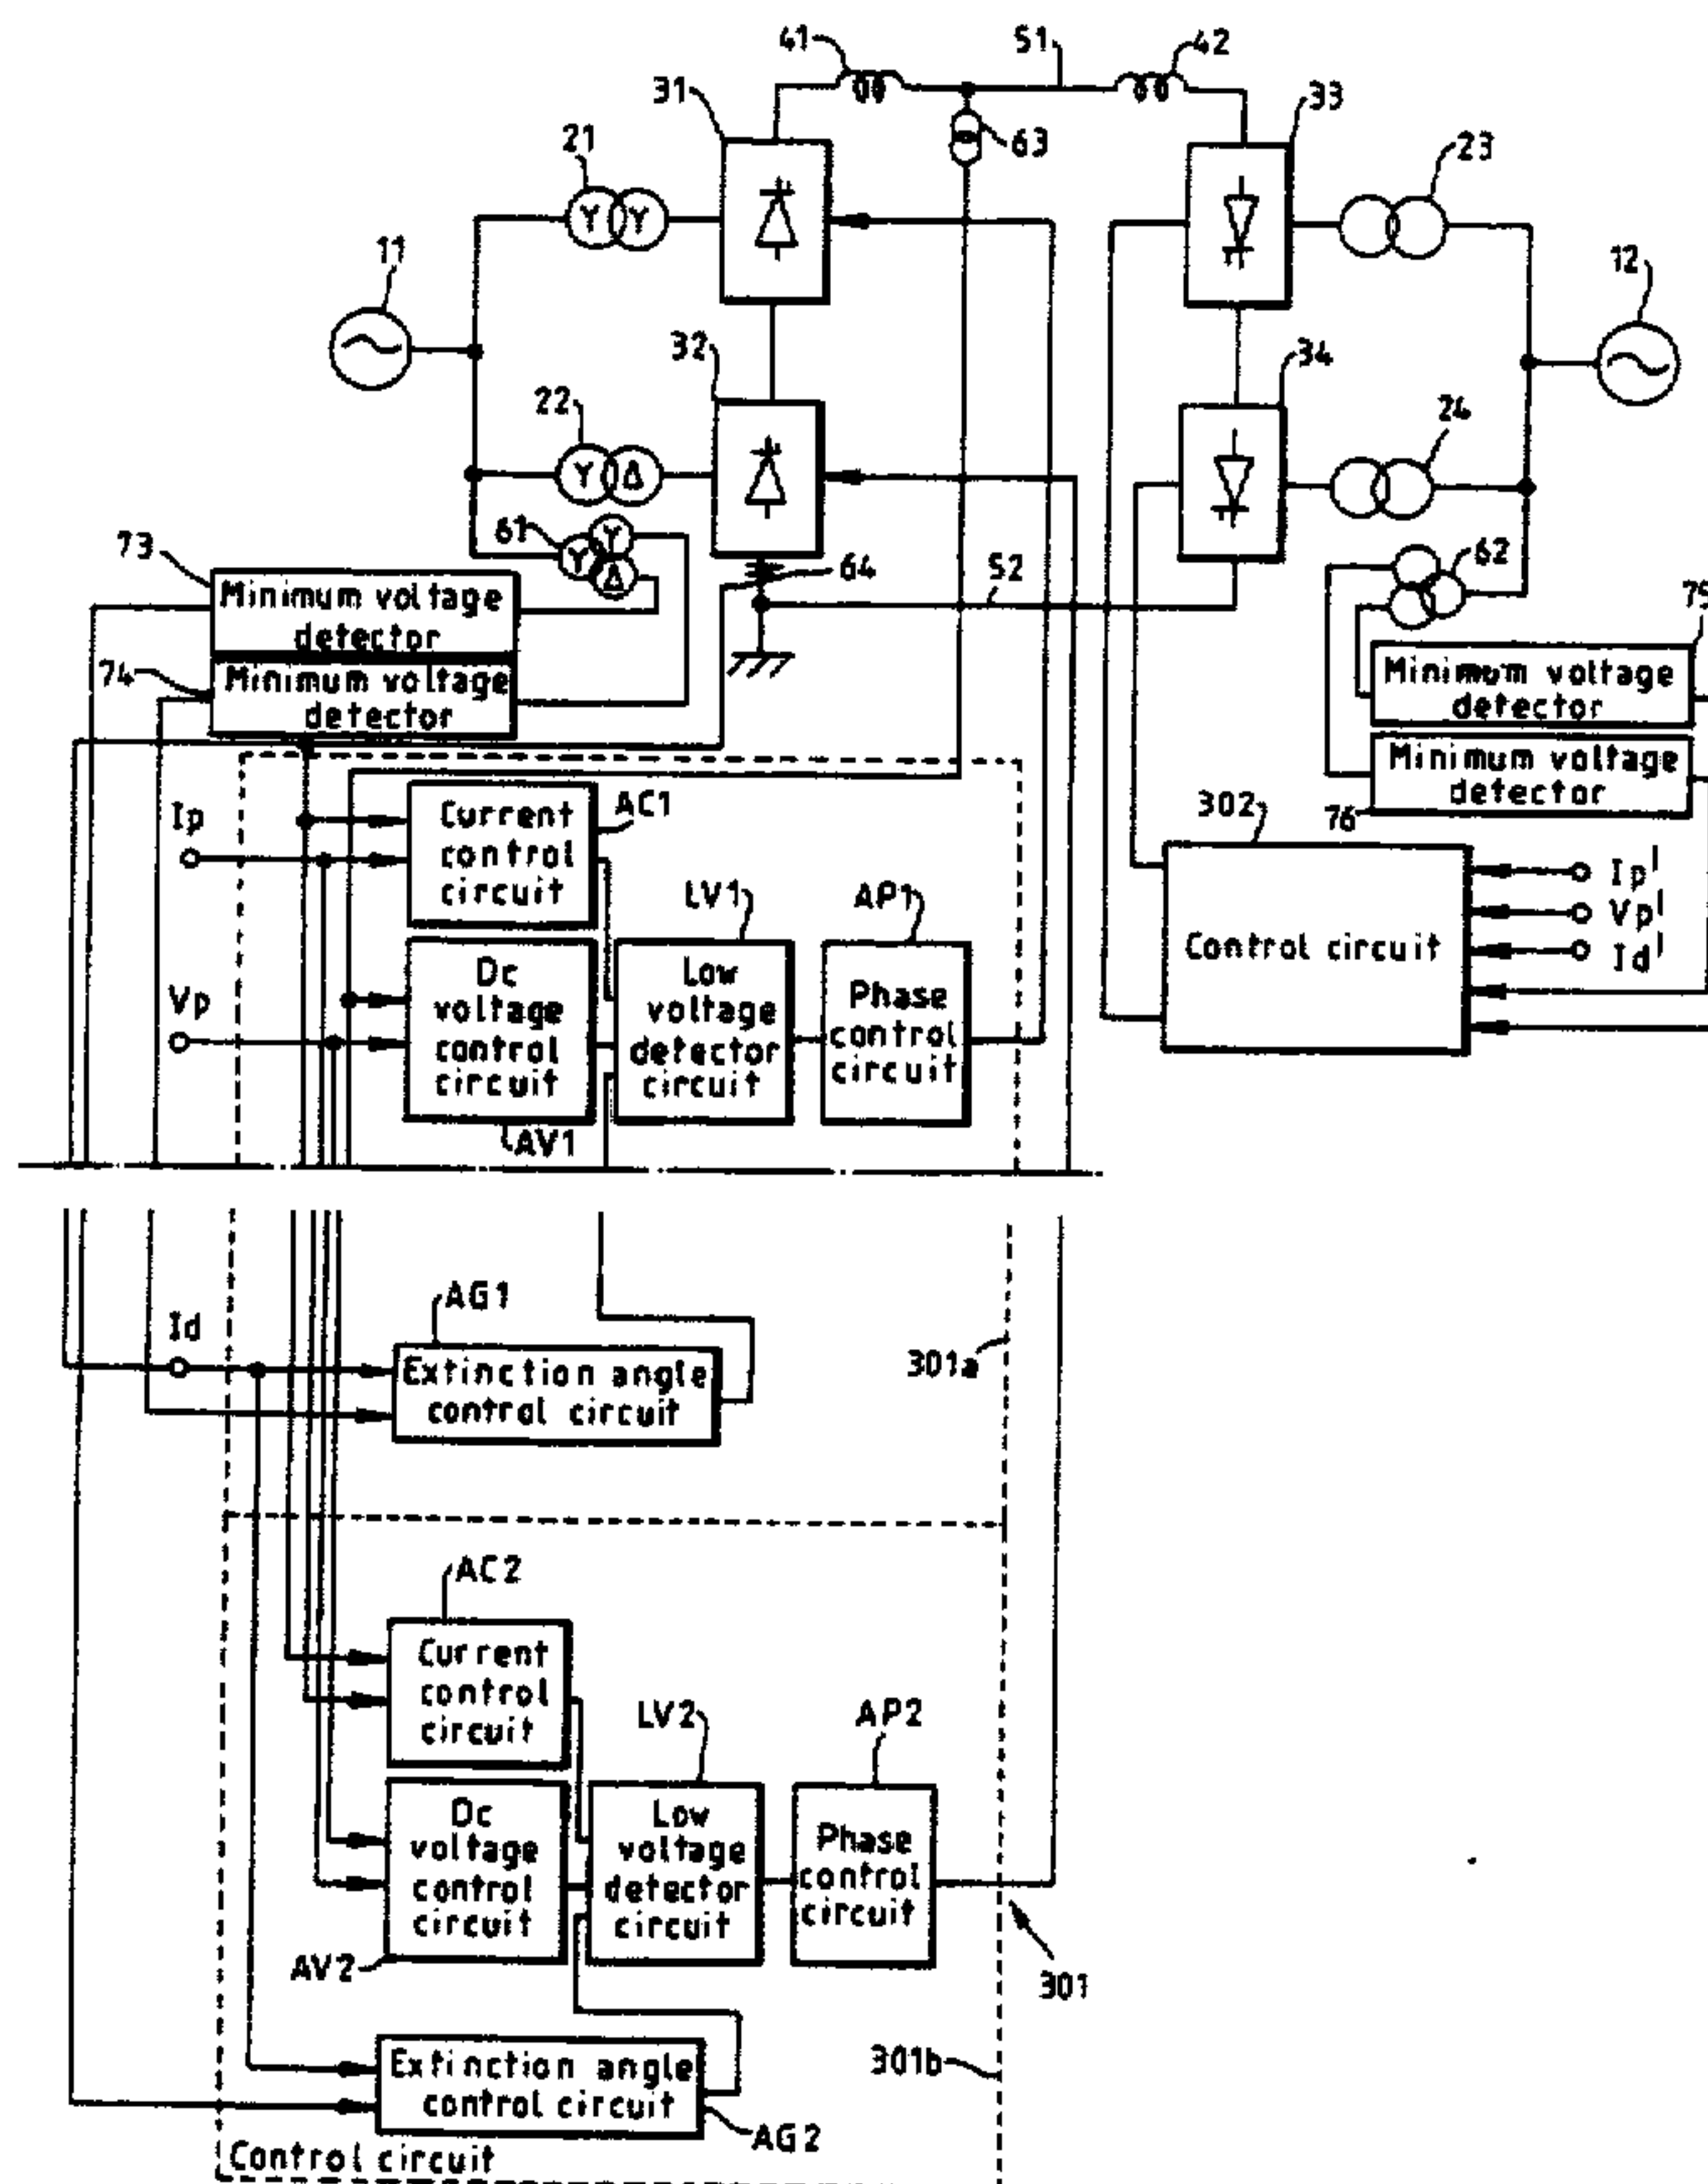 41
51
42
31
33
21
63
23
Y Y
11
12
32
34
22
24
Y Δ
61
Y
Y
Δ
73
64
52
62
75
Minimum voltage
detector
74
Minimum voltage
detector
Minimum voltage
detector
Minimum voltage
detector
76
302
Ip
Current
control
circuit
AC1
Ip'
Vp'
Id'
Control circuit
LV1
AP1
Vp
Dc
voltage
control
circuit
AV1
Low
voltage
detector
circuit
Phase
control
circuit
AG1
Id
Extinction angle
control circuit
301a
AC2
Current
control
circuit
LV2
AP2
Dc
voltage
control
circuit
AV2
Low
voltage
detector
circuit
Phase
control
circuit
301
301b
Extinction angle
control circuit
AG2
Control circuit